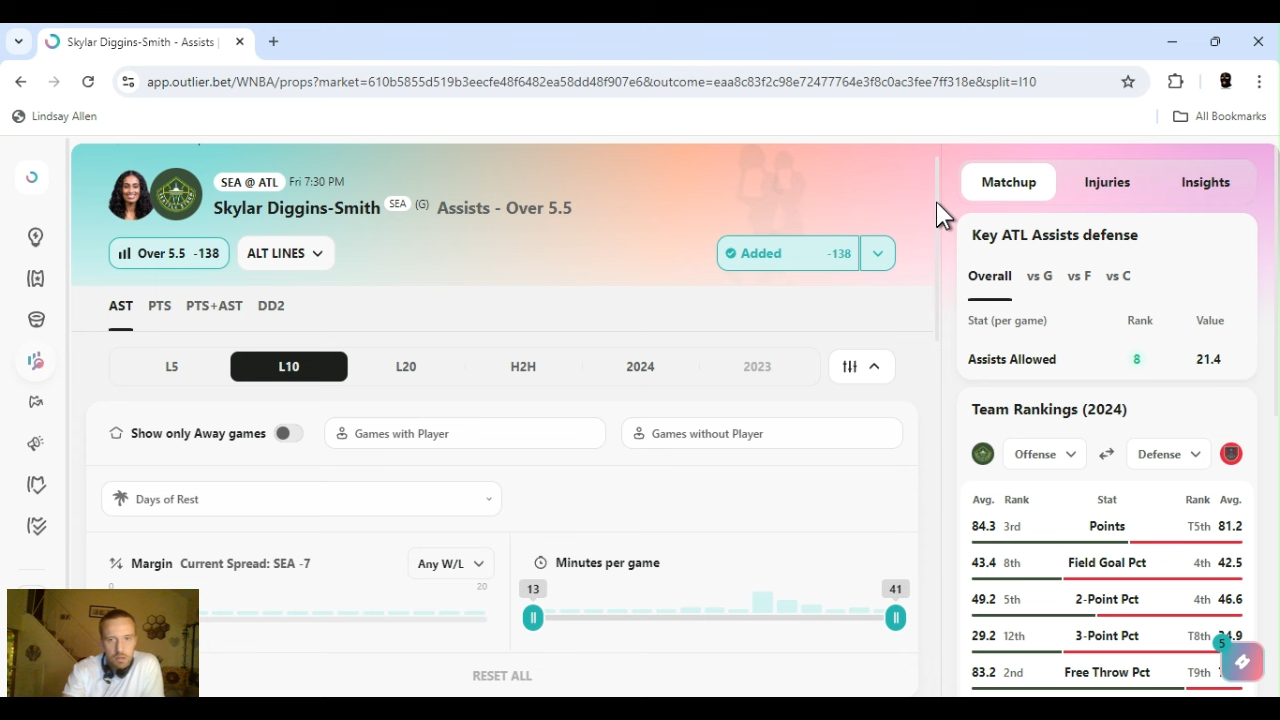 Skylar Diggins-Smith - Assists |
app.outlier.bet/WNBA/props?market=610b5855d519b3eecfe48f6482ea58dd48f907e6&outcome=eaa8c83f2c98e72477764e3f8c0ac3fee7ff318e&split=l10
Lindsay Allen
All Bookmarks
SEA @ ATL Fri 7:30 PM
Skylar Diggins-Smith SEA (G) Assists - Over 5.5
Over 5.5 -138 ALT LINES
Added -138
AST PTS PTS+AST DD2
L5 L10 L20 H2H 2024 2023
Show only Away games
Games with Player
Games without Player
Days of Rest
Margin Current Spread: SEA -7
Any W/L
0
20
Minutes per game
13
41
RESET ALL
Matchup Injuries Insights
Key ATL Assists defense
Overall vs G vs F vs C
Stat (per game) Rank Value
Assists Allowed 8 21.4
Team Rankings (2024)
Offense Defense
Avg. Rank Stat Rank Avg.
84.3 3rd Points T5th 81.2
43.4 8th Field Goal Pct 4th 42.5
49.2 5th 2-Point Pct 4th 46.6
29.2 12th 3-Point Pct T8th
5
83.2 2nd Free Throw Pct T9th